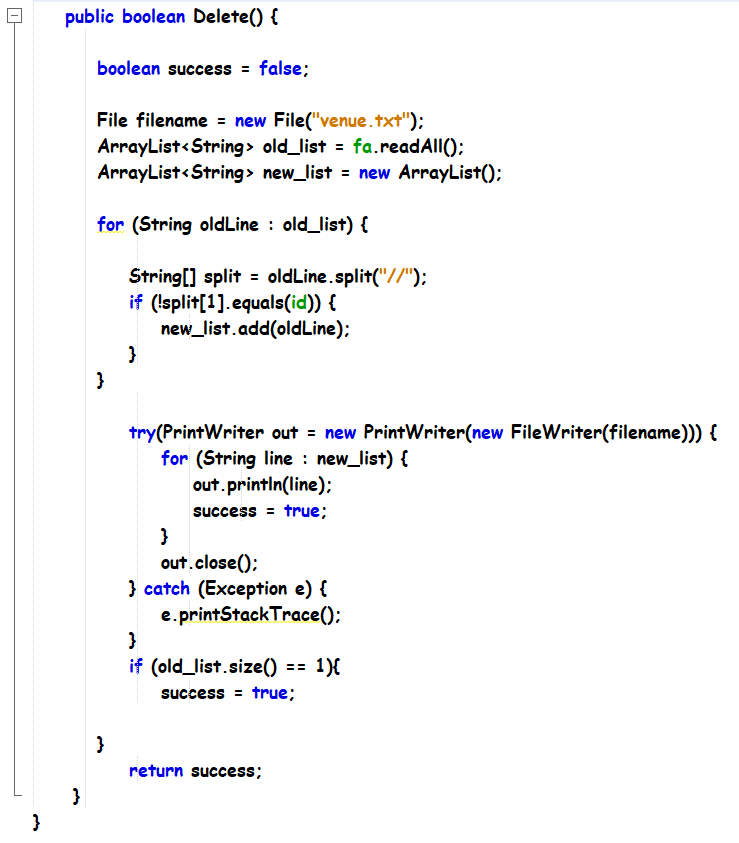 public boolean Delete() {
boolean success = false;
File filename = new File("venue.txt");
ArrayList<String> old_list = fa.readAll();
ArrayList<String> new_list = new ArrayList();
for (String oldLine : old_list) {
String[] split = oldLine.split("//");
if (!split[1].equals(id)) {
new_list.add(oldLine);
}
}
try(PrintWriter out = new PrintWriter(new FileWriter(filename))) {
for (String line : new_list) {
out.println(line);
success = true;
}
out.close();
} catch (Exception e) {
e.printStackTrace();
}
if (old_list.size() == 1){
success = true;
}
return success;
}
}